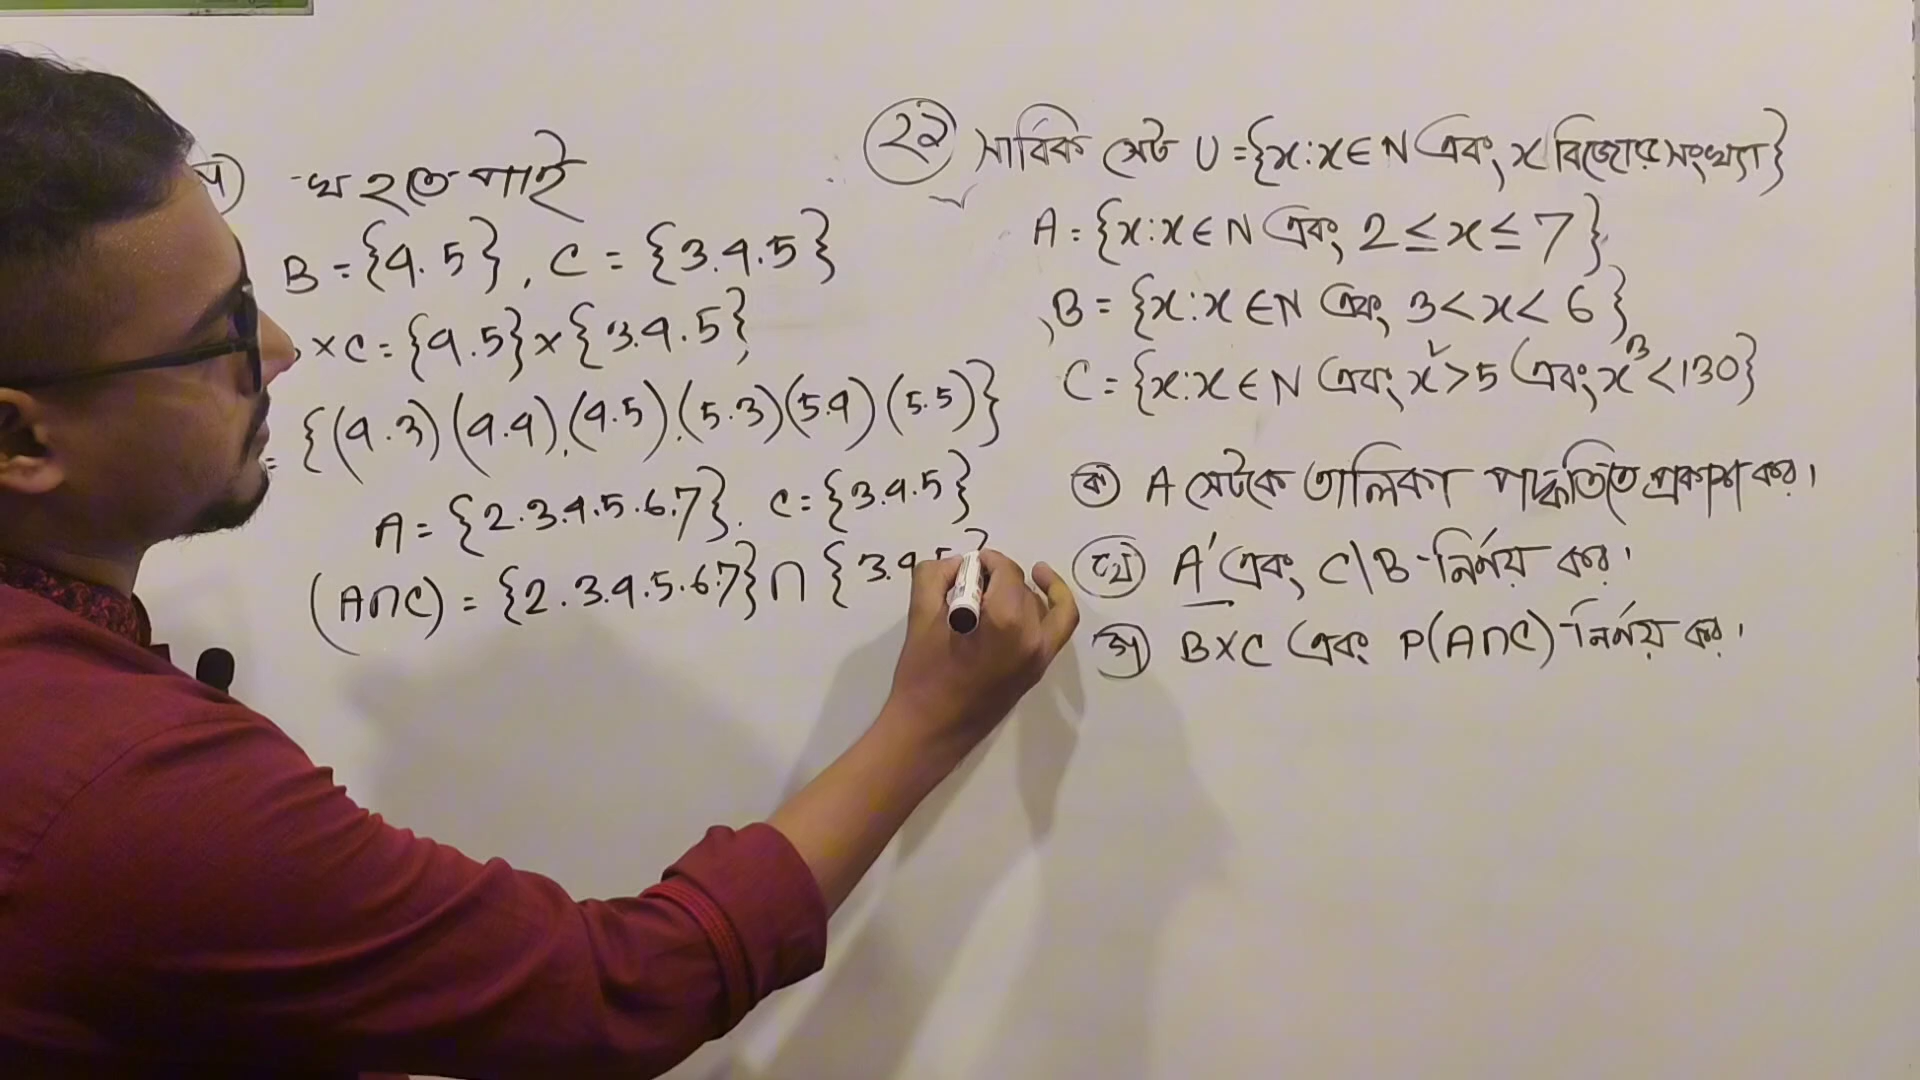 খ হতে পাই
B = {4. 5}, C = {3.4.5}
×C = {4.5}×{3.4.5}
= {(4.3)(4.4).(4.5).(5.3)(5.4)(5.5)}
A = {2.3.4.5.6.7}. C = {3.4.5}
(A∩C) = {2.3.4.5.6.7}∩{3.4.5}
২২ সার্বিক সেট U = {x:x∈N এবং x বিজোড় সংখ্যা}
A = {x:x∈N এবং 2≤x≤7}
B = {x:x∈N এবং 3<x<6}
C = {x:x∈N এবং x²>5 এবং x³<130}
ক A সেটকে তালিকা পদ্ধতিতে প্রকাশ কর।
খ A′ এবং C\B নির্ণয় কর।
গ B×C এবং P(A∩C) নির্ণয় কর।